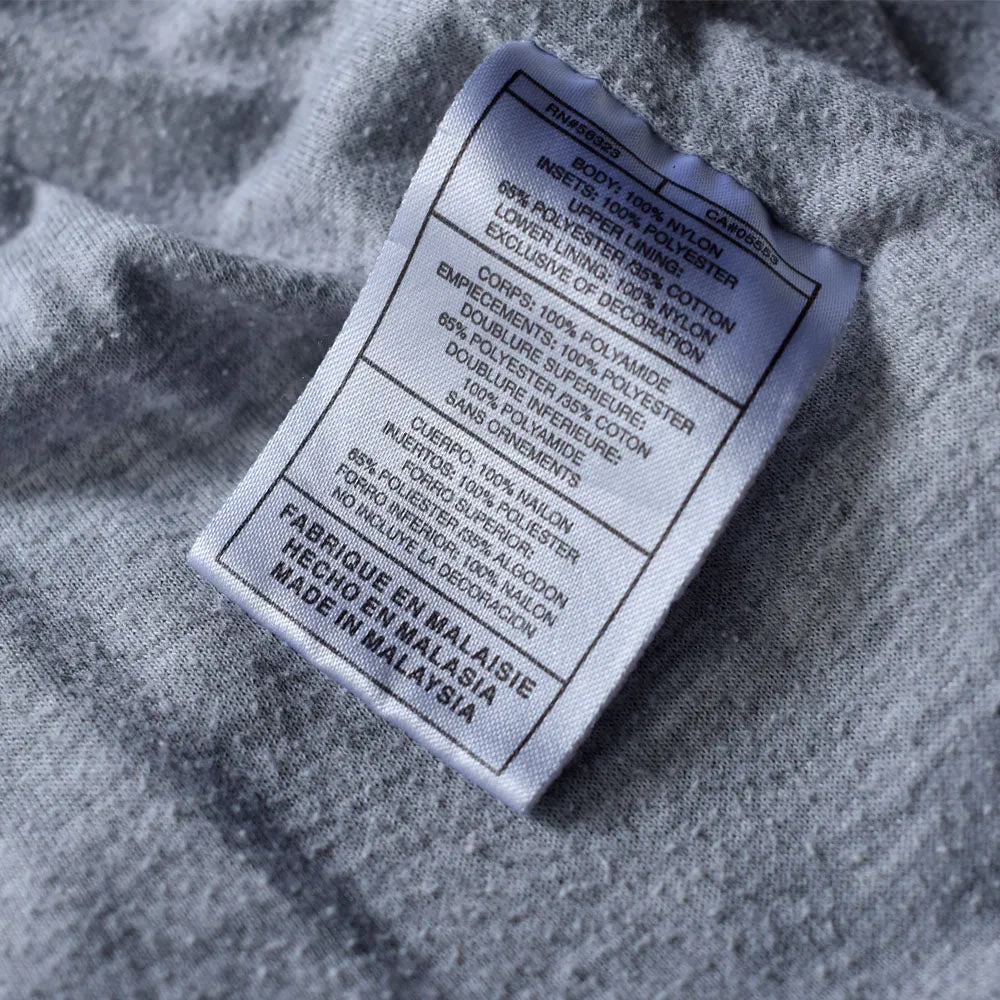 RN#56323 CA#05553
BODY: 100% NYLON
INSETS: 100% POLYESTER
UPPER LINING:
65% POLYESTER /35% COTTON
LOWER LINING: 100% NYLON
EXCLUSIVE OF DECORATION
CORPS: 100% POLYAMIDE
EMPIECEMENTS: 100% POLYESTER
DOUBLURE SUPERIEURE:
65% POLYESTER /35% COTON
DOUBLURE INFERIEURE:
100% POLYAMIDE
SANS ORNEMENTS
CUERPO: 100% NAILON
INJERTOS: 100% POLIESTER
FORRO SUPERIOR:
65% POLIESTER /35% ALGODON
FORRO INFERIOR: 100% NAILON
NO INCLUYE LA DECORACION
FABRIQUE EN MALAISIE
HECHO EN MALASIA
MADE IN MALAYSIA